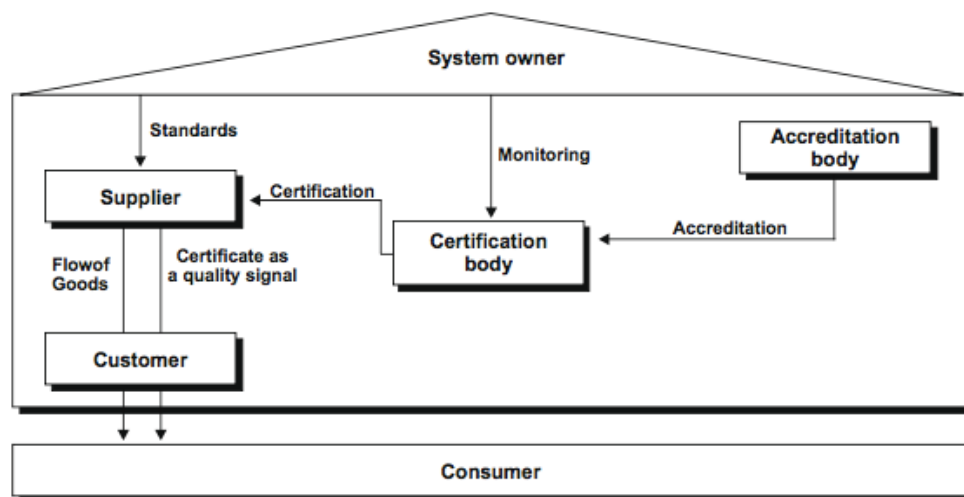 System owner
Standards
Monitoring
Accreditation
body
Supplier
Certification
Certification
body
Accreditation
Flowof
Goods
Certificate as
a quality signal
Customer
Consumer